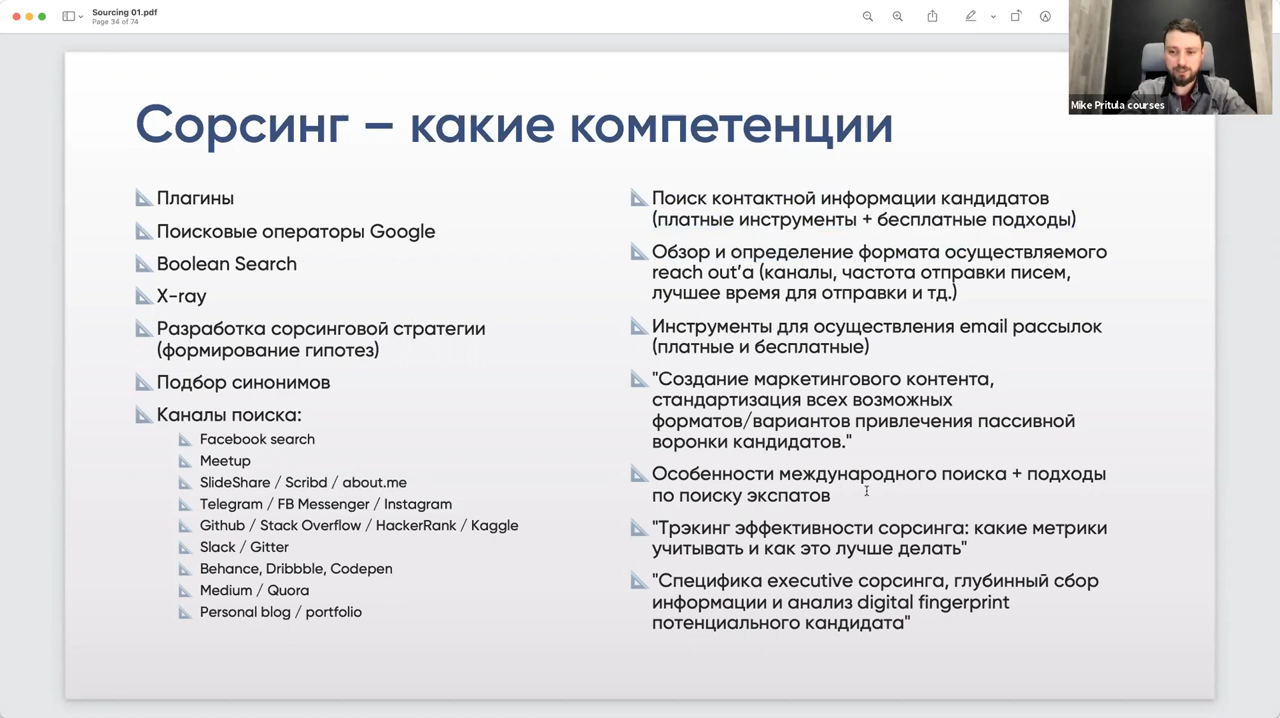 Sourcing 01.pdf
Page 34 of 74
Mike Pritula courses
Сорсинг – какие компетенции
Плагины
Поисковые операторы Google
Boolean Search
X-ray
Разработка сорсинговой стратегии
(формирование гипотез)
Подбор синонимов
Каналы поиска:
Facebook search
Meetup
SlideShare / Scribd / about.me
Telegram / FB Messenger / Instagram
Github / Stack Overflow / HackerRank / Kaggle
Slack / Gitter
Behance, Dribbble, Codepen
Medium / Quora
Personal blog / portfolio
Поиск контактной информации кандидатов
(платные инструменты + бесплатные подходы)
Обзор и определение формата осуществляемого
reach out’а (каналы, частота отправки писем,
лучшее время для отправки и тд.)
Инструменты для осуществления email рассылок
(платные и бесплатные)
"Создание маркетингового контента,
стандартизация всех возможных
форматов/вариантов привлечения пассивной
воронки кандидатов."
Особенности международного поиска + подходы
по поиску экспатов
"Трэкинг эффективности сорсинга: какие метрики
учитывать и как это лучше делать"
"Специфика executive сорсинга, глубинный сбор
информации и анализ digital fingerprint
потенциального кандидата"